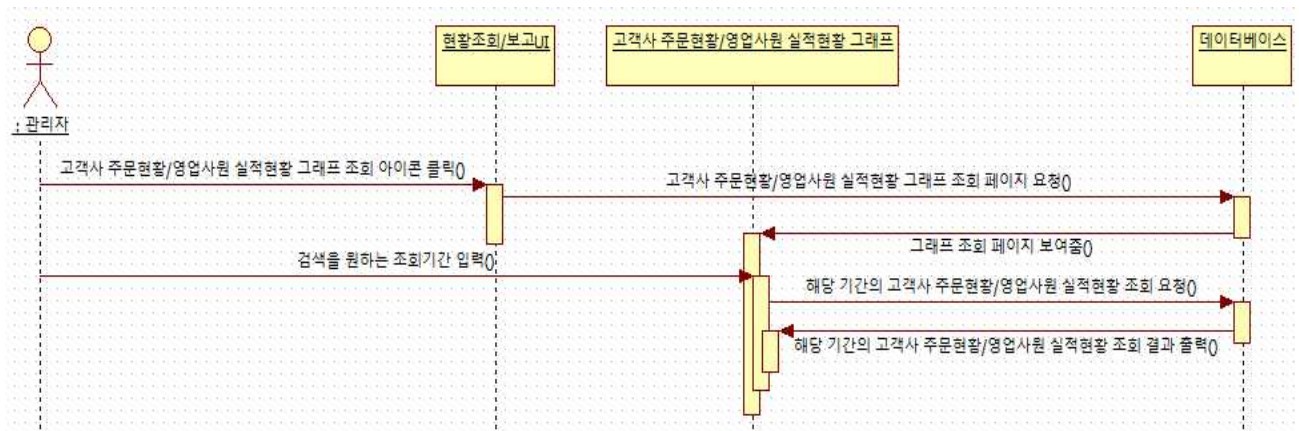 현황조회/보고UI
고객사 주문현황/영업사원 실적현황 그래프
데이터베이스
: 관리자
고객사 주문현황/영업사원 실적현황 그래프 조회 아이콘 클릭()
고객사 주문현황/영업사원 실적현황 그래프 조회 페이지 요청()
그래프 조회 페이지 보여줌()
검색을 원하는 조회기간 입력()
해당 기간의 고객사 주문현황/영업사원 실적현황 조회 요청()
해당 기간의 고객사 주문현황/영업사원 실적현황 조회 결과 출력()